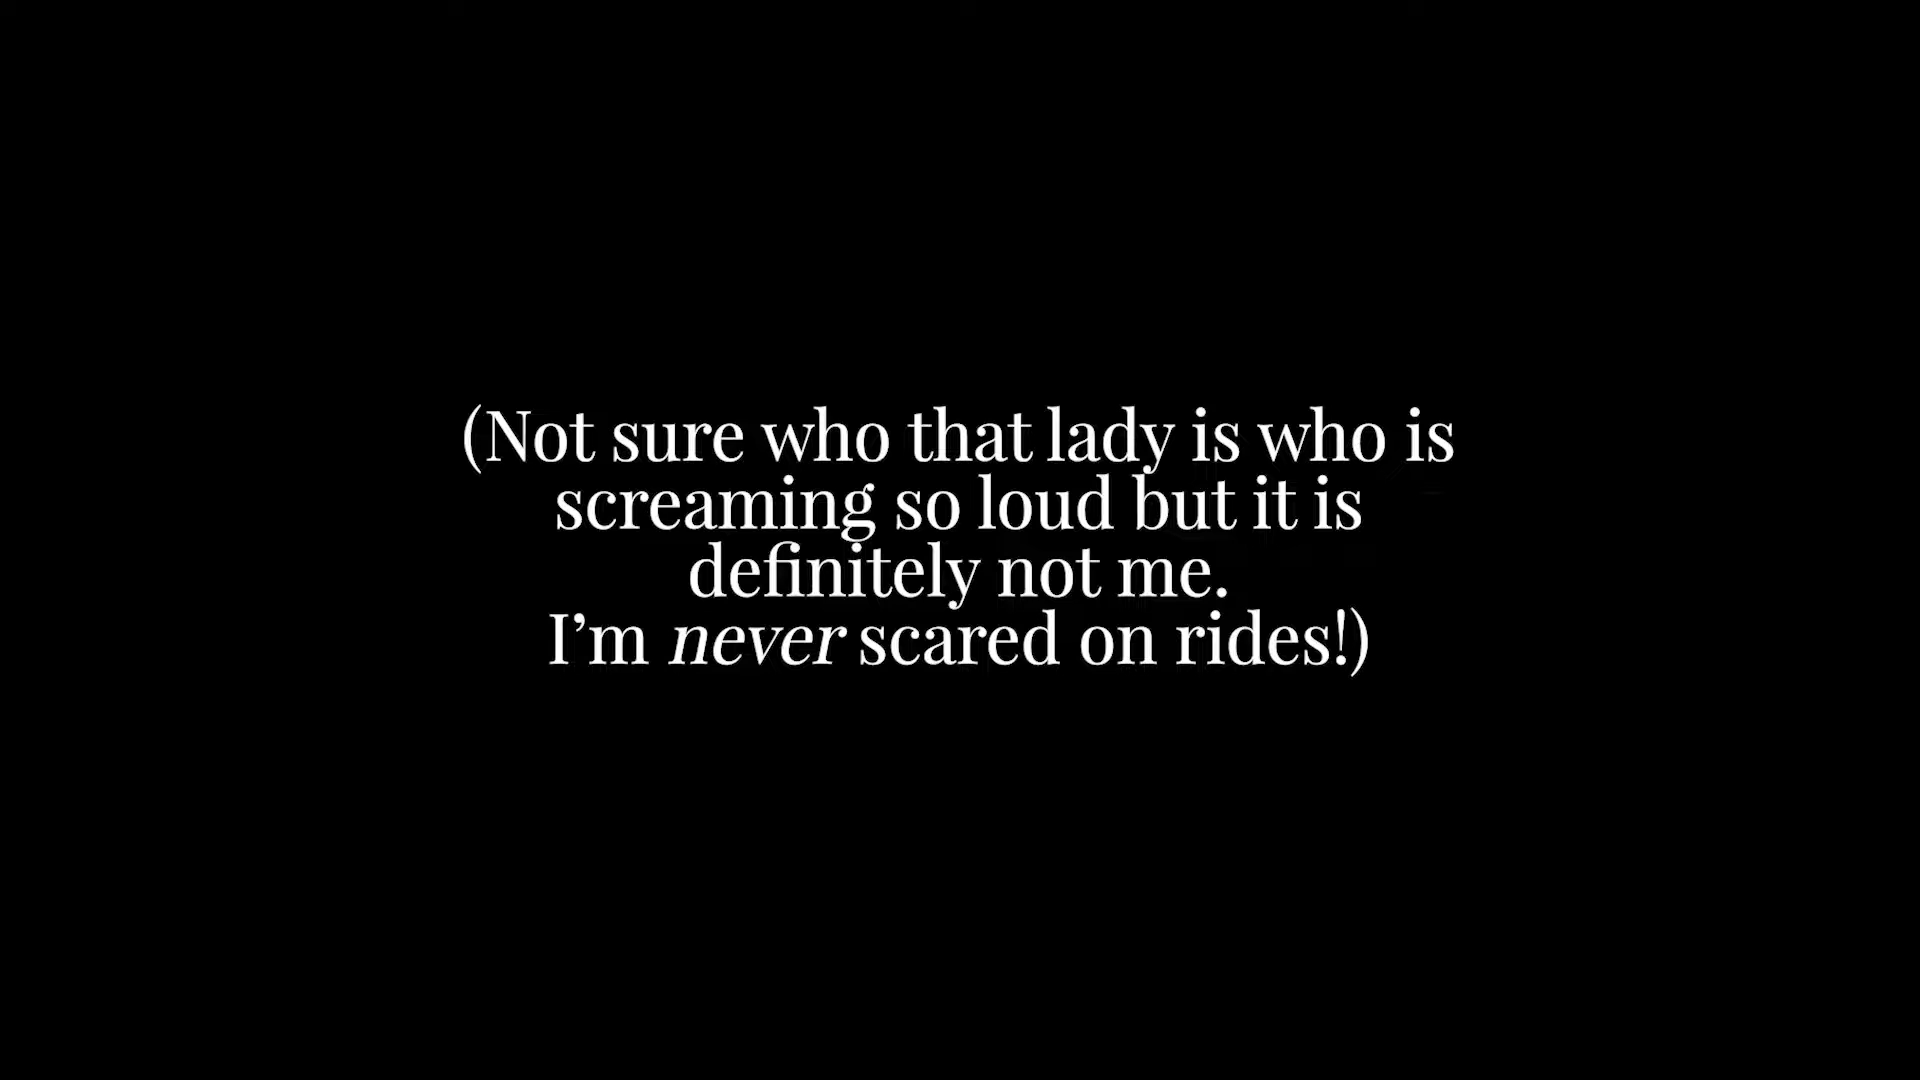 (Not sure who that lady is who is
screaming so loud but it is
definitely not me.
I’m never scared on rides!)